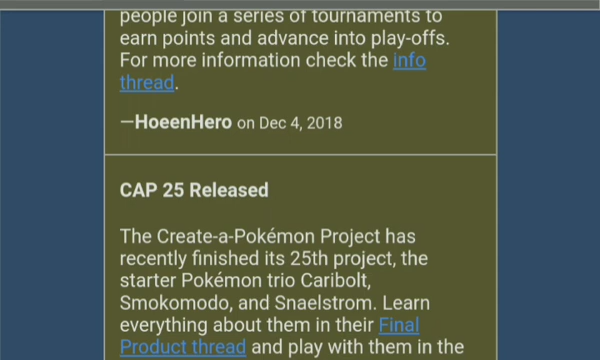 people join a series of tournaments to
earn points and advance into play-offs.
For more information check the info
thread.
—HoeenHero on Dec 4, 2018
CAP 25 Released
The Create-a-Pokémon Project has
recently finished its 25th project, the
starter Pokémon trio Caribolt,
Smokomodo, and Snaelstrom. Learn
everything about them in their Final
Product thread and play with them in the